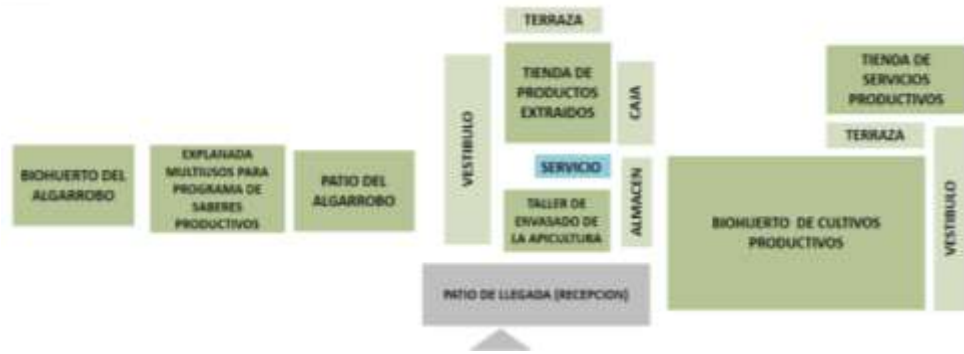 TERRAZA
TIENDA DE
PRODUCTOS
EXTRAIDOS
CAJA
VESTIBULO
SERVICIO
TALLER DE
ENVASADO DE
LA APICULTURA
ALMACEN
BIOHUERTO DEL
ALGARROBO
EXPLANADA
MULTIUSOS PARA
PROGRAMA DE
SABERES
PRODUCTIVOS
PATIO DEL
ALGARROBO
PATIO DE LLEGADA (RECEPCION)
TIENDA DE
SERVICIOS
PRODUCTIVOS
TERRAZA
BIOHUERTO DE CULTIVOS
PRODUCTIVOS
VESTIBULO